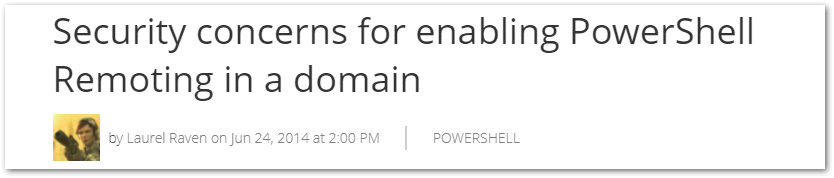 Security concerns for enabling PowerShell
Remoting in a domain
by Laurel Raven on Jun 24, 2014 at 2:00 PM | POWERSHELL